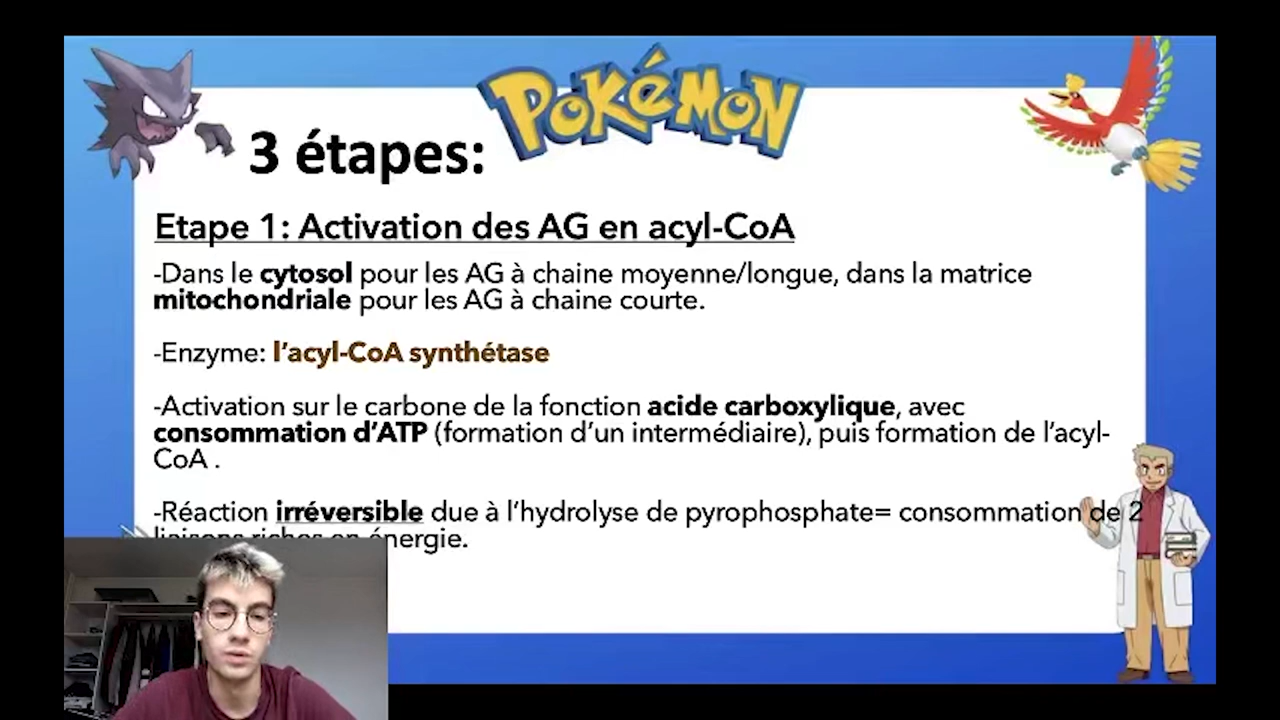 POKéMON
3 étapes:
Etape 1: Activation des AG en acyl-CoA
-Dans le cytosol pour les AG à chaine moyenne/longue, dans la matrice
mitochondriale pour les AG à chaine courte.
-Enzyme: l'acyl-CoA synthétase
-Activation sur le carbone de la fonction acide carboxylique, avec
consommation d'ATP (formation d'un intermédiaire), puis formation de l'acyl-
CoA .
-Réaction irréversible due à l'hydrolyse de pyrophosphate= consommation de 2
liaisons riches en énergie.